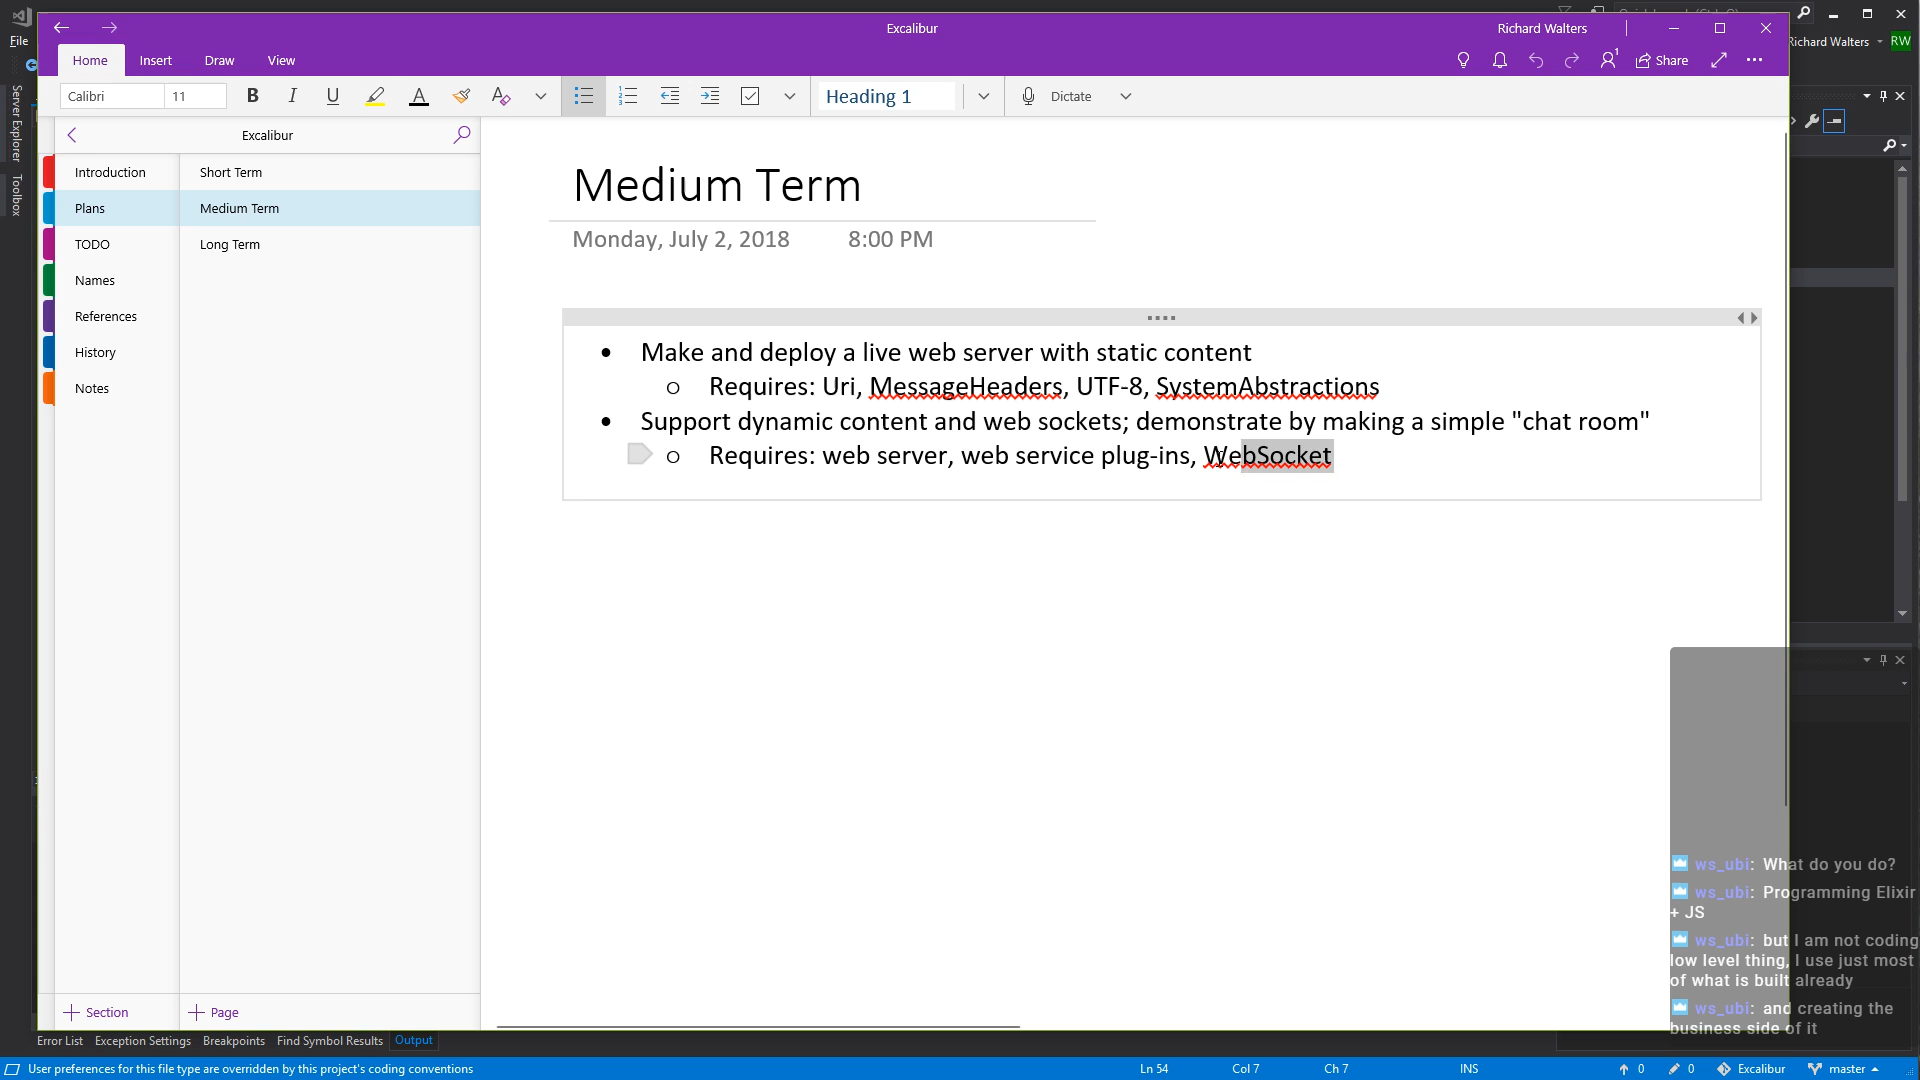 Excalibur
Richard Walters
File
Richard Walters
RW
Home
Insert
Draw
View
Share
Calibri
11
B
I
U
A
Heading 1
Dictate
Server Explorer
Toolbox
Excalibur
Introduction
Short Term
Plans
Medium Term
TODO
Long Term
Names
References
History
Notes
Medium Term
Monday, July 2, 2018
8:00 PM
• Make and deploy a live web server with static content
o Requires: Uri, MessageHeaders, UTF-8, SystemAbstractions
• Support dynamic content and web sockets; demonstrate by making a simple "chat room"
o Requires: web server, web service plug-ins, WebSocket
ws_ubi: What do you do?
ws_ubi: Programming Elixir
+ JS
ws_ubi: but I am not coding
low level thing, I use just most
of what is built already
ws_ubi: and creating the
business side of it
+ Section
+ Page
Error List
Exception Settings
Breakpoints
Find Symbol Results
Output
User preferences for this file type are overridden by this project's coding conventions
Ln 54
Col 7
Ch 7
INS
0
0
Excalibur
master